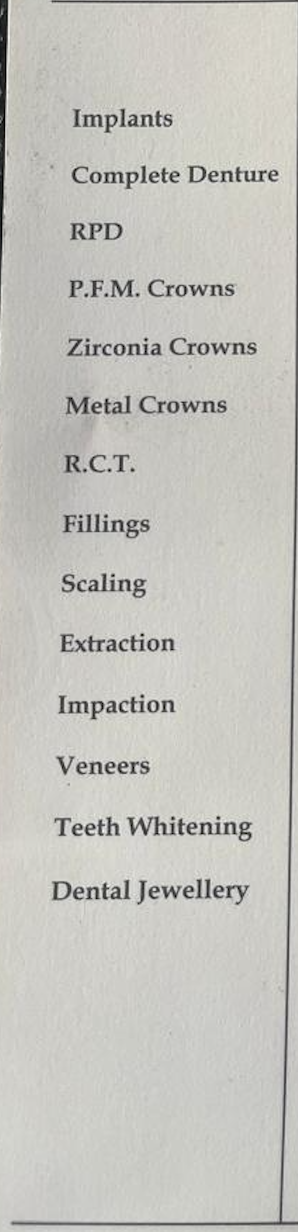 Implants
Complete Denture
RPD
P.F.M. Crowns
Zirconia Crowns
Metal Crowns
R.C.T.
Fillings
Scaling
Extraction
Impaction
Veneers
Teeth Whitening
Dental Jewellery